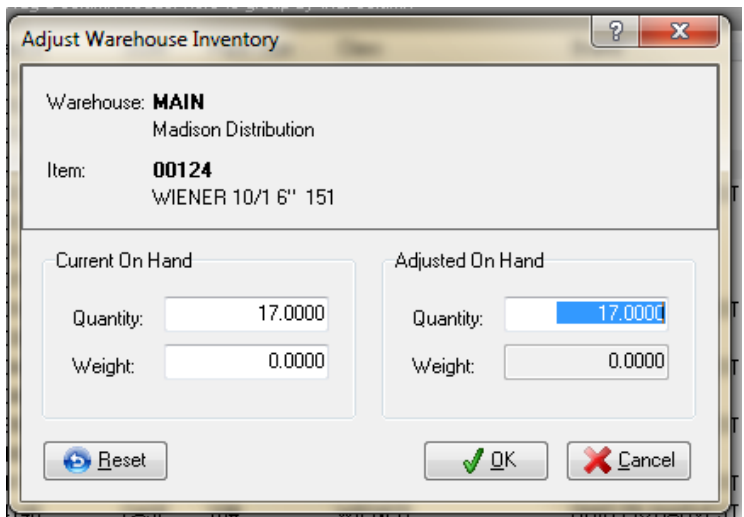 Adjust Warehouse Inventory
Warehouse: MAIN
Madison Distribution
Item: 00124
WIENER 10/1 6" 151
Current On Hand
Quantity: 17.0000
Weight: 0.0000
Adjusted On Hand
Quantity: 17.0000
Weight: 0.0000
Reset
OK
Cancel